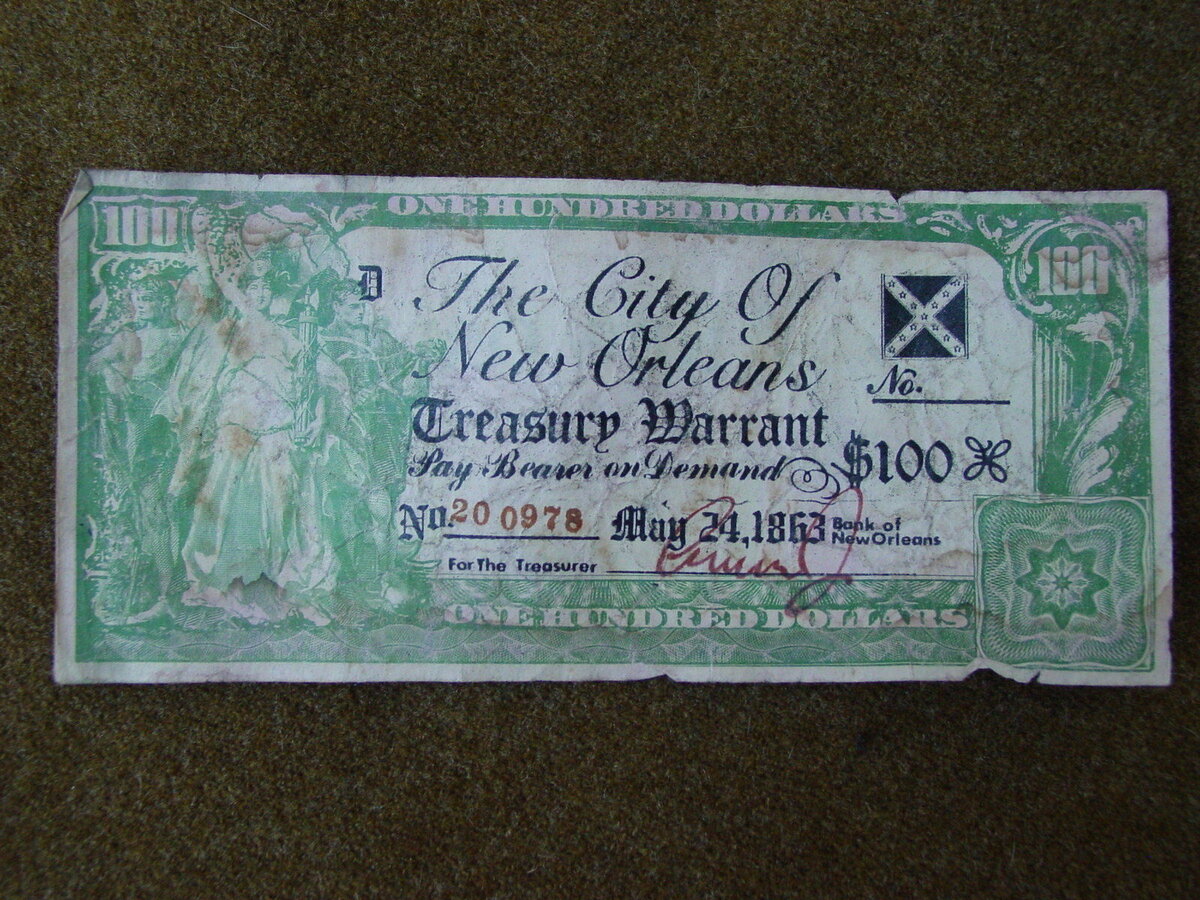 ONE HUNDRED DOLLARS
100
100
B
The City Of
New Orleans
No.
Treasury Warrant
Pay Bearer on Demand $100
No. 20 0978 May 24, 1863 Bank of
New Orleans
For The Treasurer
ONE HUNDRED DOLLARS